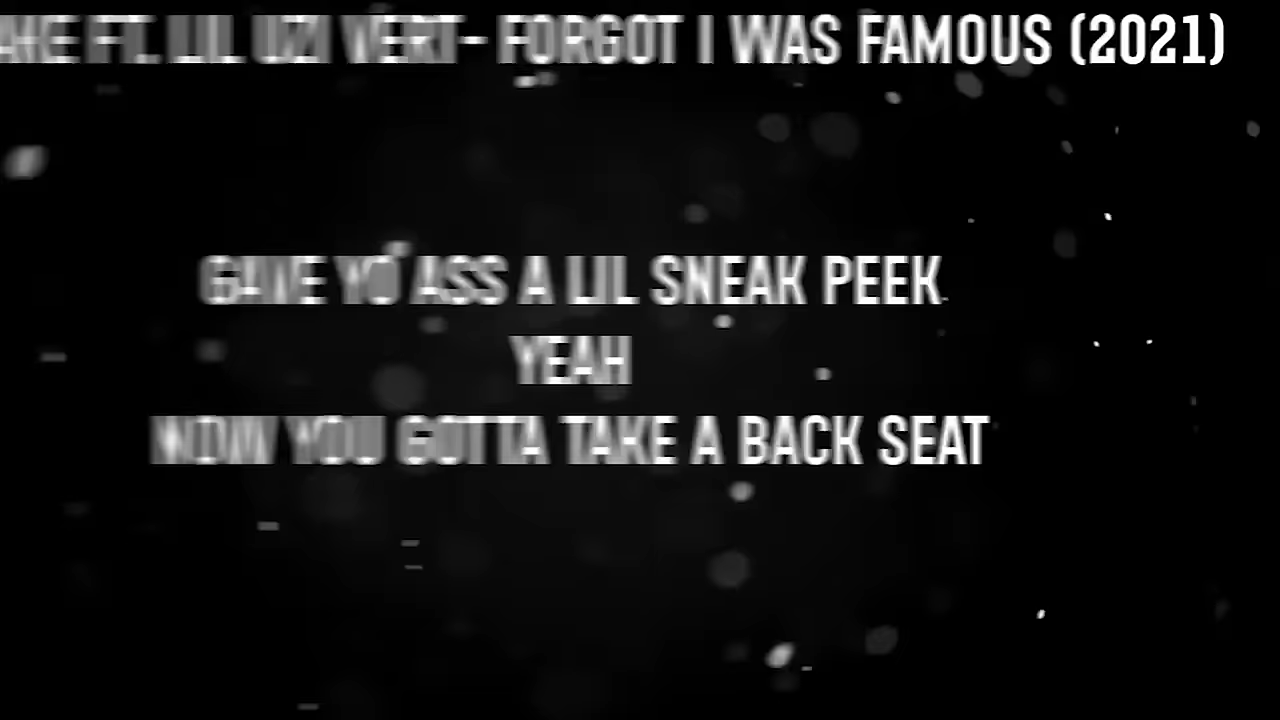 FT. LIL UZI VERT- FORGOT I WAS FAMOUS (2021)
GAVE YO ASS A LIL SNEAK PEEK
YEAH
NOW YOU GOTTA TAKE A BACK SEAT